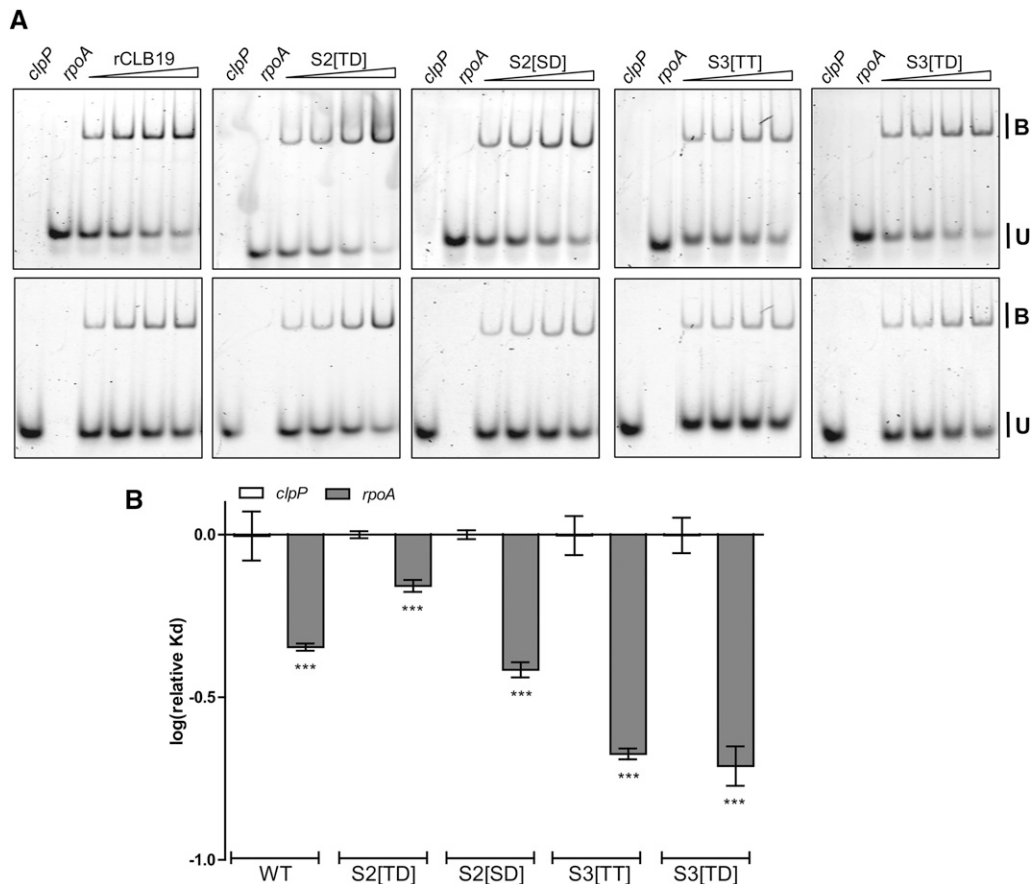 A
clpP rpoA rCLB19 clpP rpoA S2[TD] clpP rpoA S2[SD] clpP rpoA S3[TT] clpP rpoA S3[TD]
B
U
B
U
B
clpP rpoA
0.0
-0.5
-1.0
log(relative Kd)
*** *** *** *** ***
WT S2[TD] S2[SD] S3[TT] S3[TD]